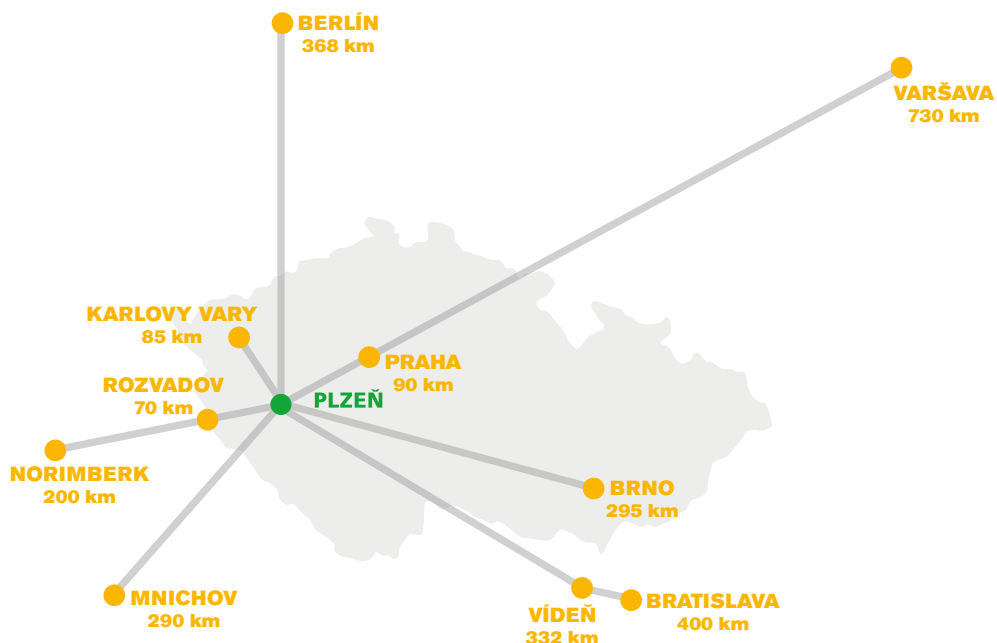 BERLÍN
368 km
VARŠAVA
730 km
KARLOVY VARY
85 km
PRAHA
90 km
ROZVADOV
70 km
PLZEŇ
NORIMBERK
200 km
BRNO
295 km
MNICHOV
290 km
VÍDEŇ
332 km
BRATISLAVA
400 km